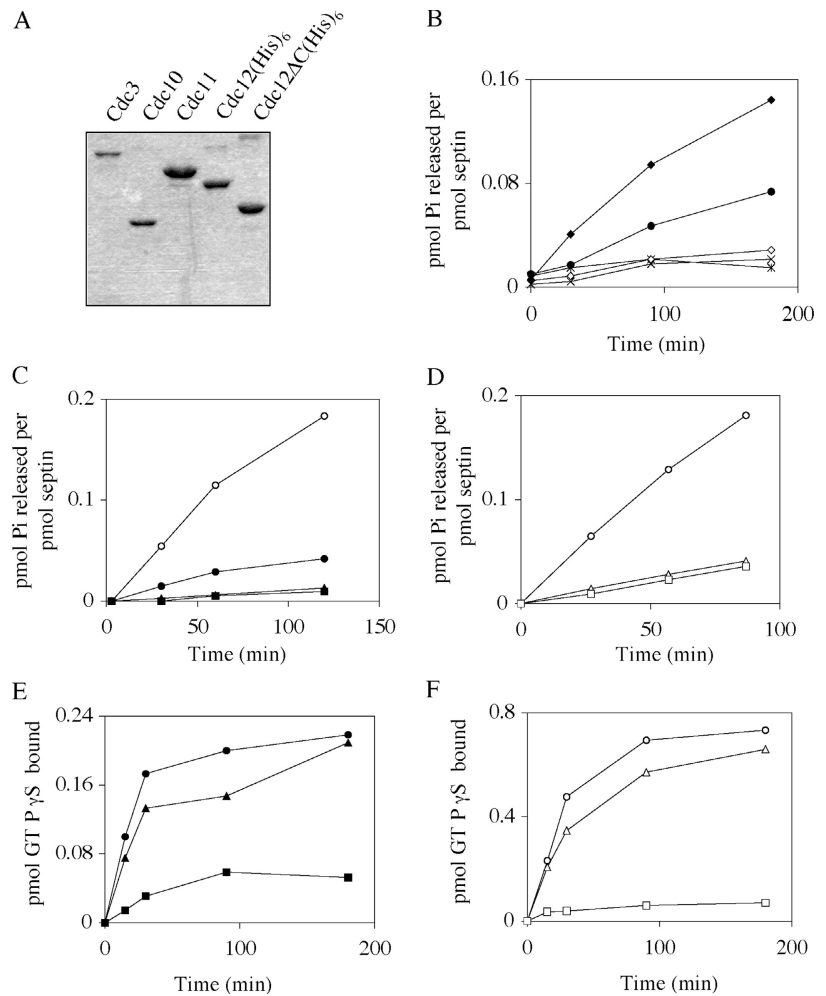 A
Cdc3
Cdc10
Cdc11
Cdc12(His)6
Cdc12ΔC(His)6
B
pmol Pi released per
pmol septin
0.16
0.08
0
0
100
200
Time (min)
C
pmol Pi released per
pmol septin
0.2
0.1
0
0
50
100
150
Time (min)
D
pmol Pi released per
pmol septin
0.2
0.1
0
0
50
100
Time (min)
E
pmol GT P γS bound
0.24
0.16
0.08
0
0
100
200
Time (min)
F
pmol GT P γS bound
0.8
0.4
0
0
100
200
Time (min)